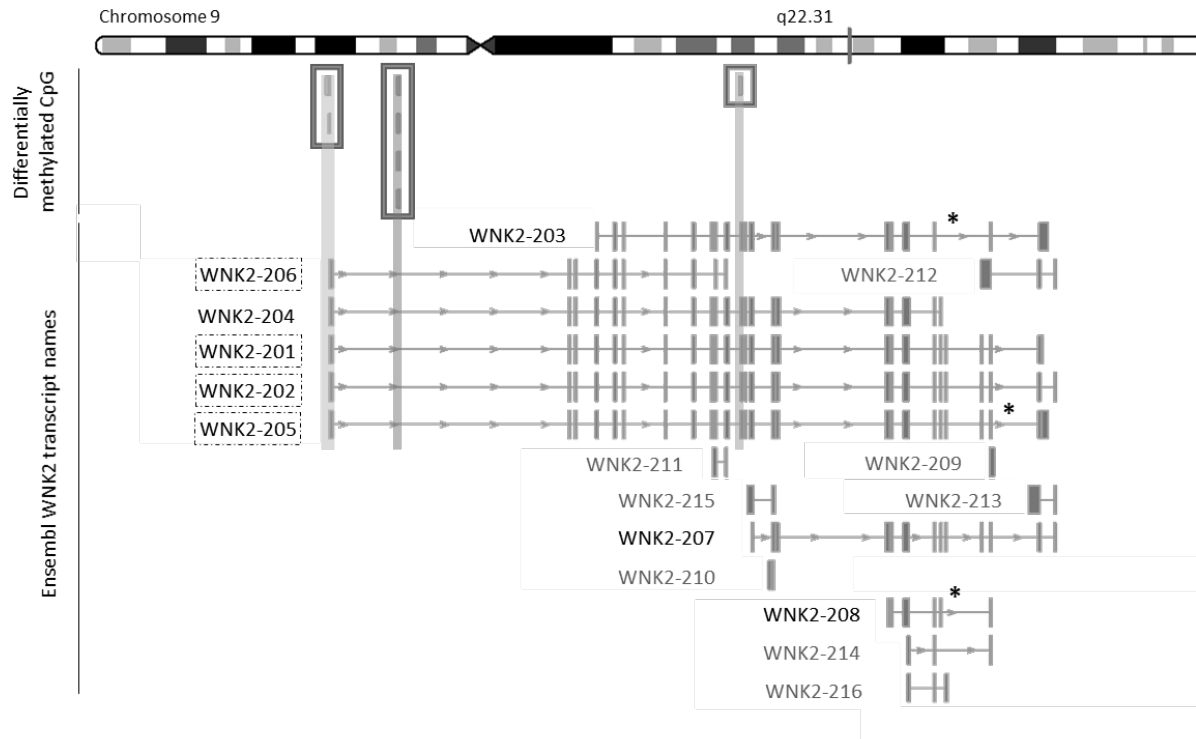 Chromosome 9
q22.31
Differentially
methylated CpG
*
WNK2-203
WNK2-206
WNK2-212
WNK2-204
WNK2-201
WNK2-202
*
WNK2-205
WNK2-211
WNK2-209
WNK2-215
WNK2-213
WNK2-207
WNK2-210
*
WNK2-208
WNK2-214
WNK2-216
Ensembl WNK2 transcript names